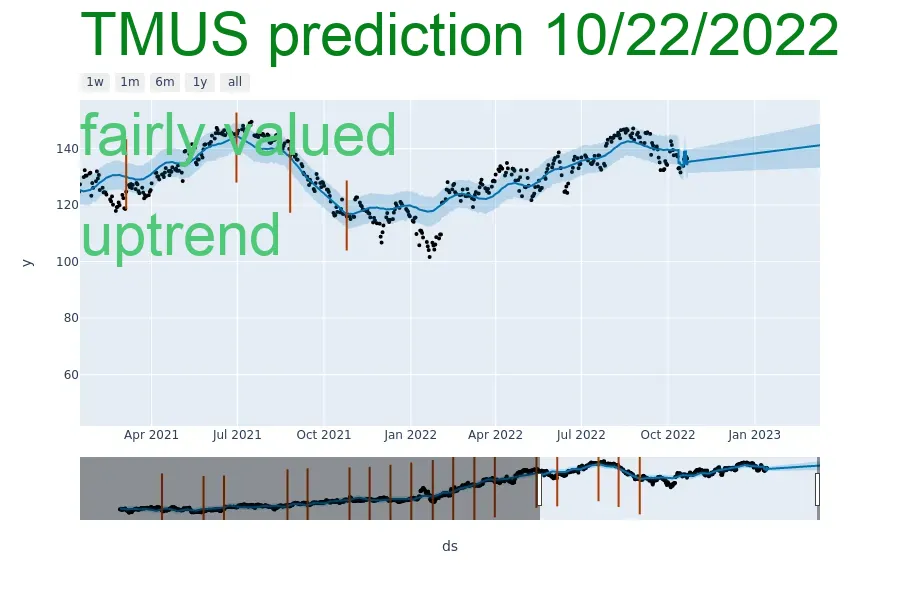 TMUS prediction 10/22/2022
1w 1m 6m 1y all
fairly valued
140
120
uptrend
100
y
80
60
Apr 2021 Jul 2021 Oct 2021 Jan 2022 Apr 2022 Jul 2022 Oct 2022 Jan 2023
ds